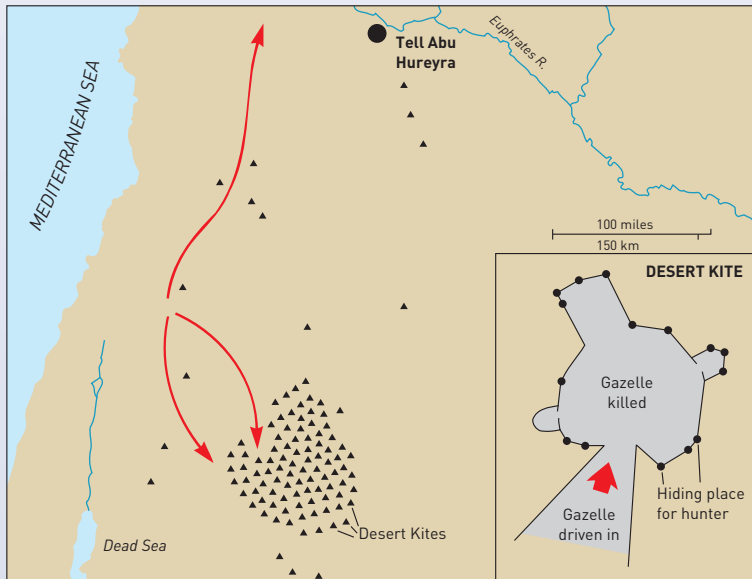 MEDITERRANEAN SEA
Tell Abu
Hureyra
Euphrates R.
100 miles
150 km
DESERT KITE
Gazelle
killed
Hiding place
for hunter
Gazelle
driven in
Desert Kites
Dead Sea